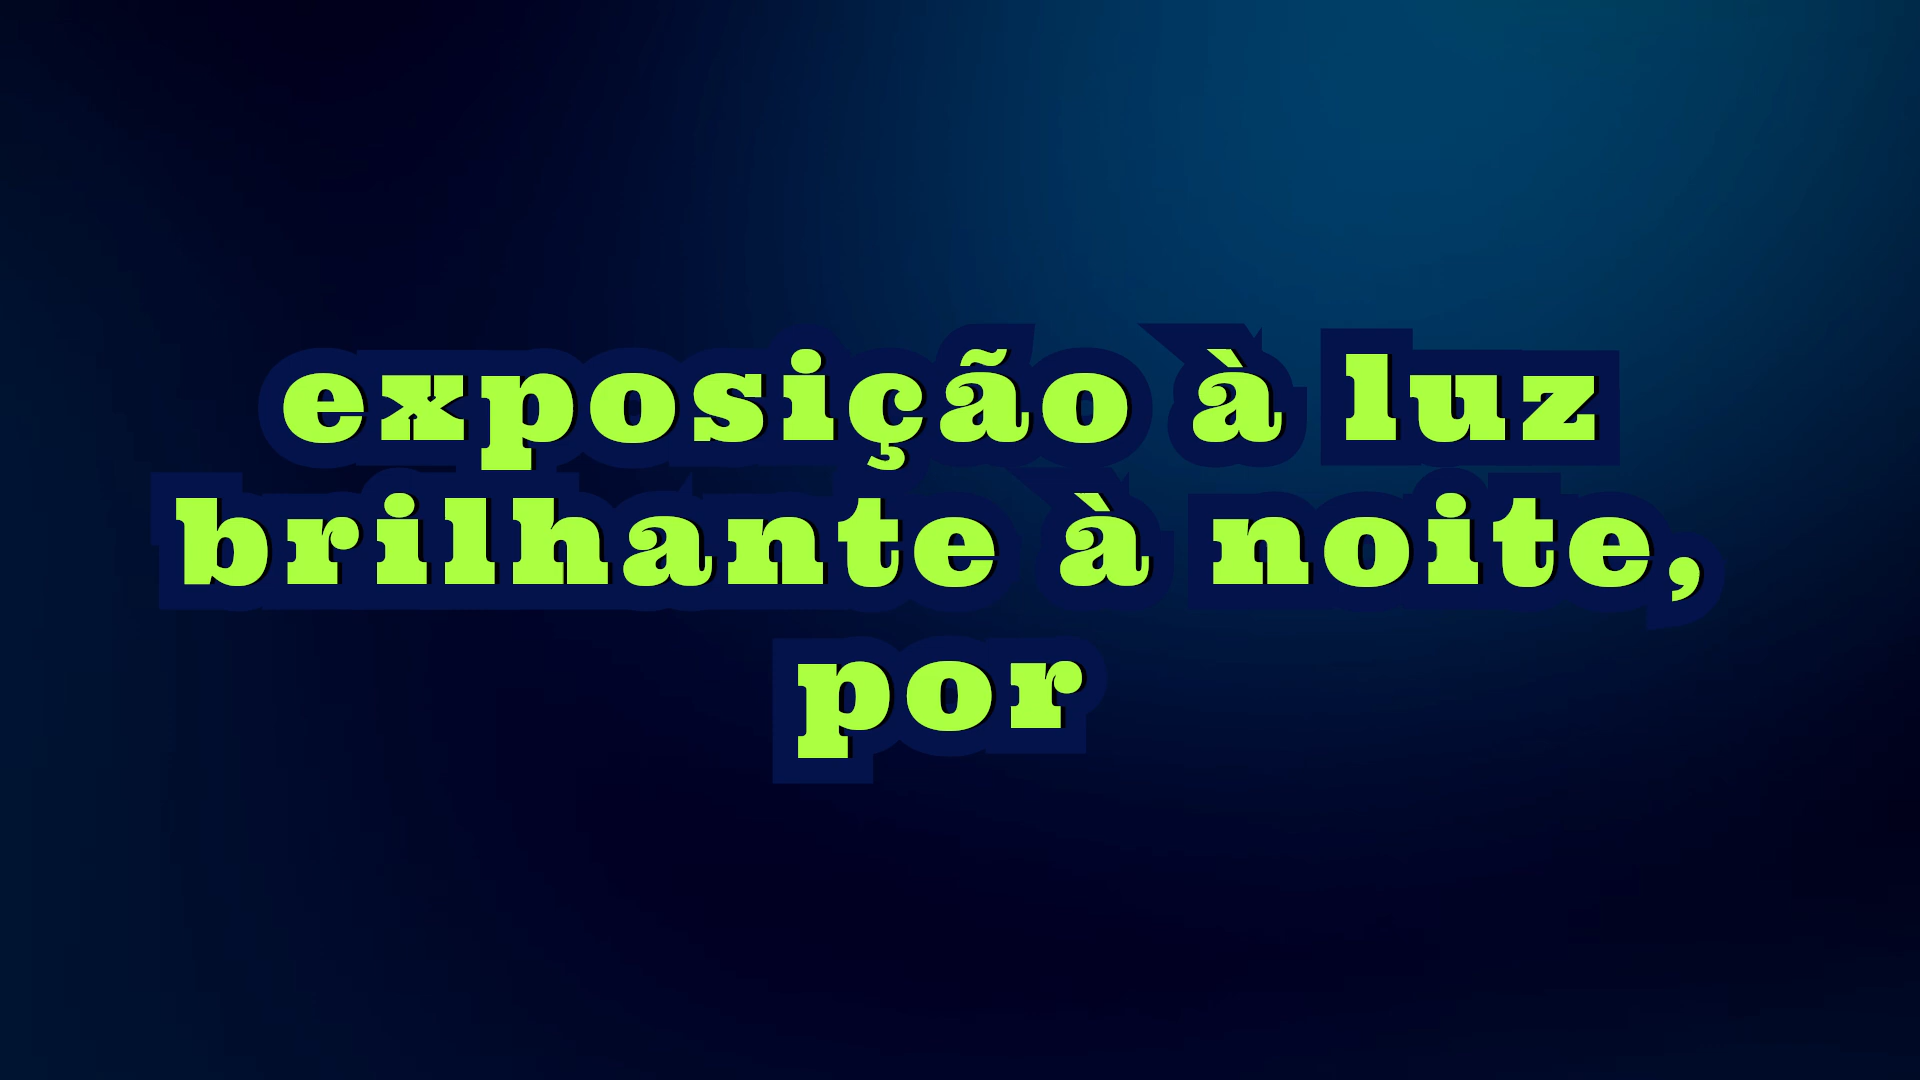 exposição à luz
brilhante à noite,
por